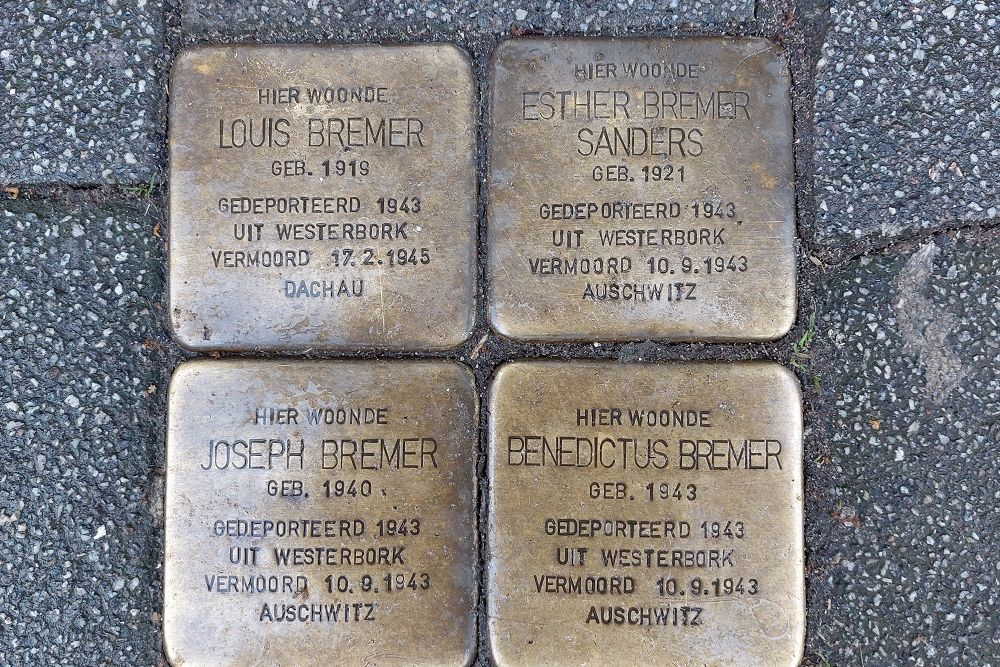 HIER WOONDE
LOUIS BREMER
GEB. 1919
GEDEPORTEERD 1943
UIT WESTERBORK
VERMOORD 17.2.1945
DACHAU
HIER WOONDE
ESTHER BREMER
SANDERS
GEB. 1921
GEDEPORTEERD 1943
UIT WESTERBORK
VERMOORD 10.9.1943
AUSCHWITZ
HIER WOONDE
JOSEPH BREMER
GEB. 1940
GEDEPORTEERD 1943
UIT WESTERBORK
VERMOORD 10.9.1943
AUSCHWITZ
HIER WOONDE
BENEDICTUS BREMER
GEB. 1943
GEDEPORTEERD 1943
UIT WESTERBORK
VERMOORD 10.9.1943
AUSCHWITZ